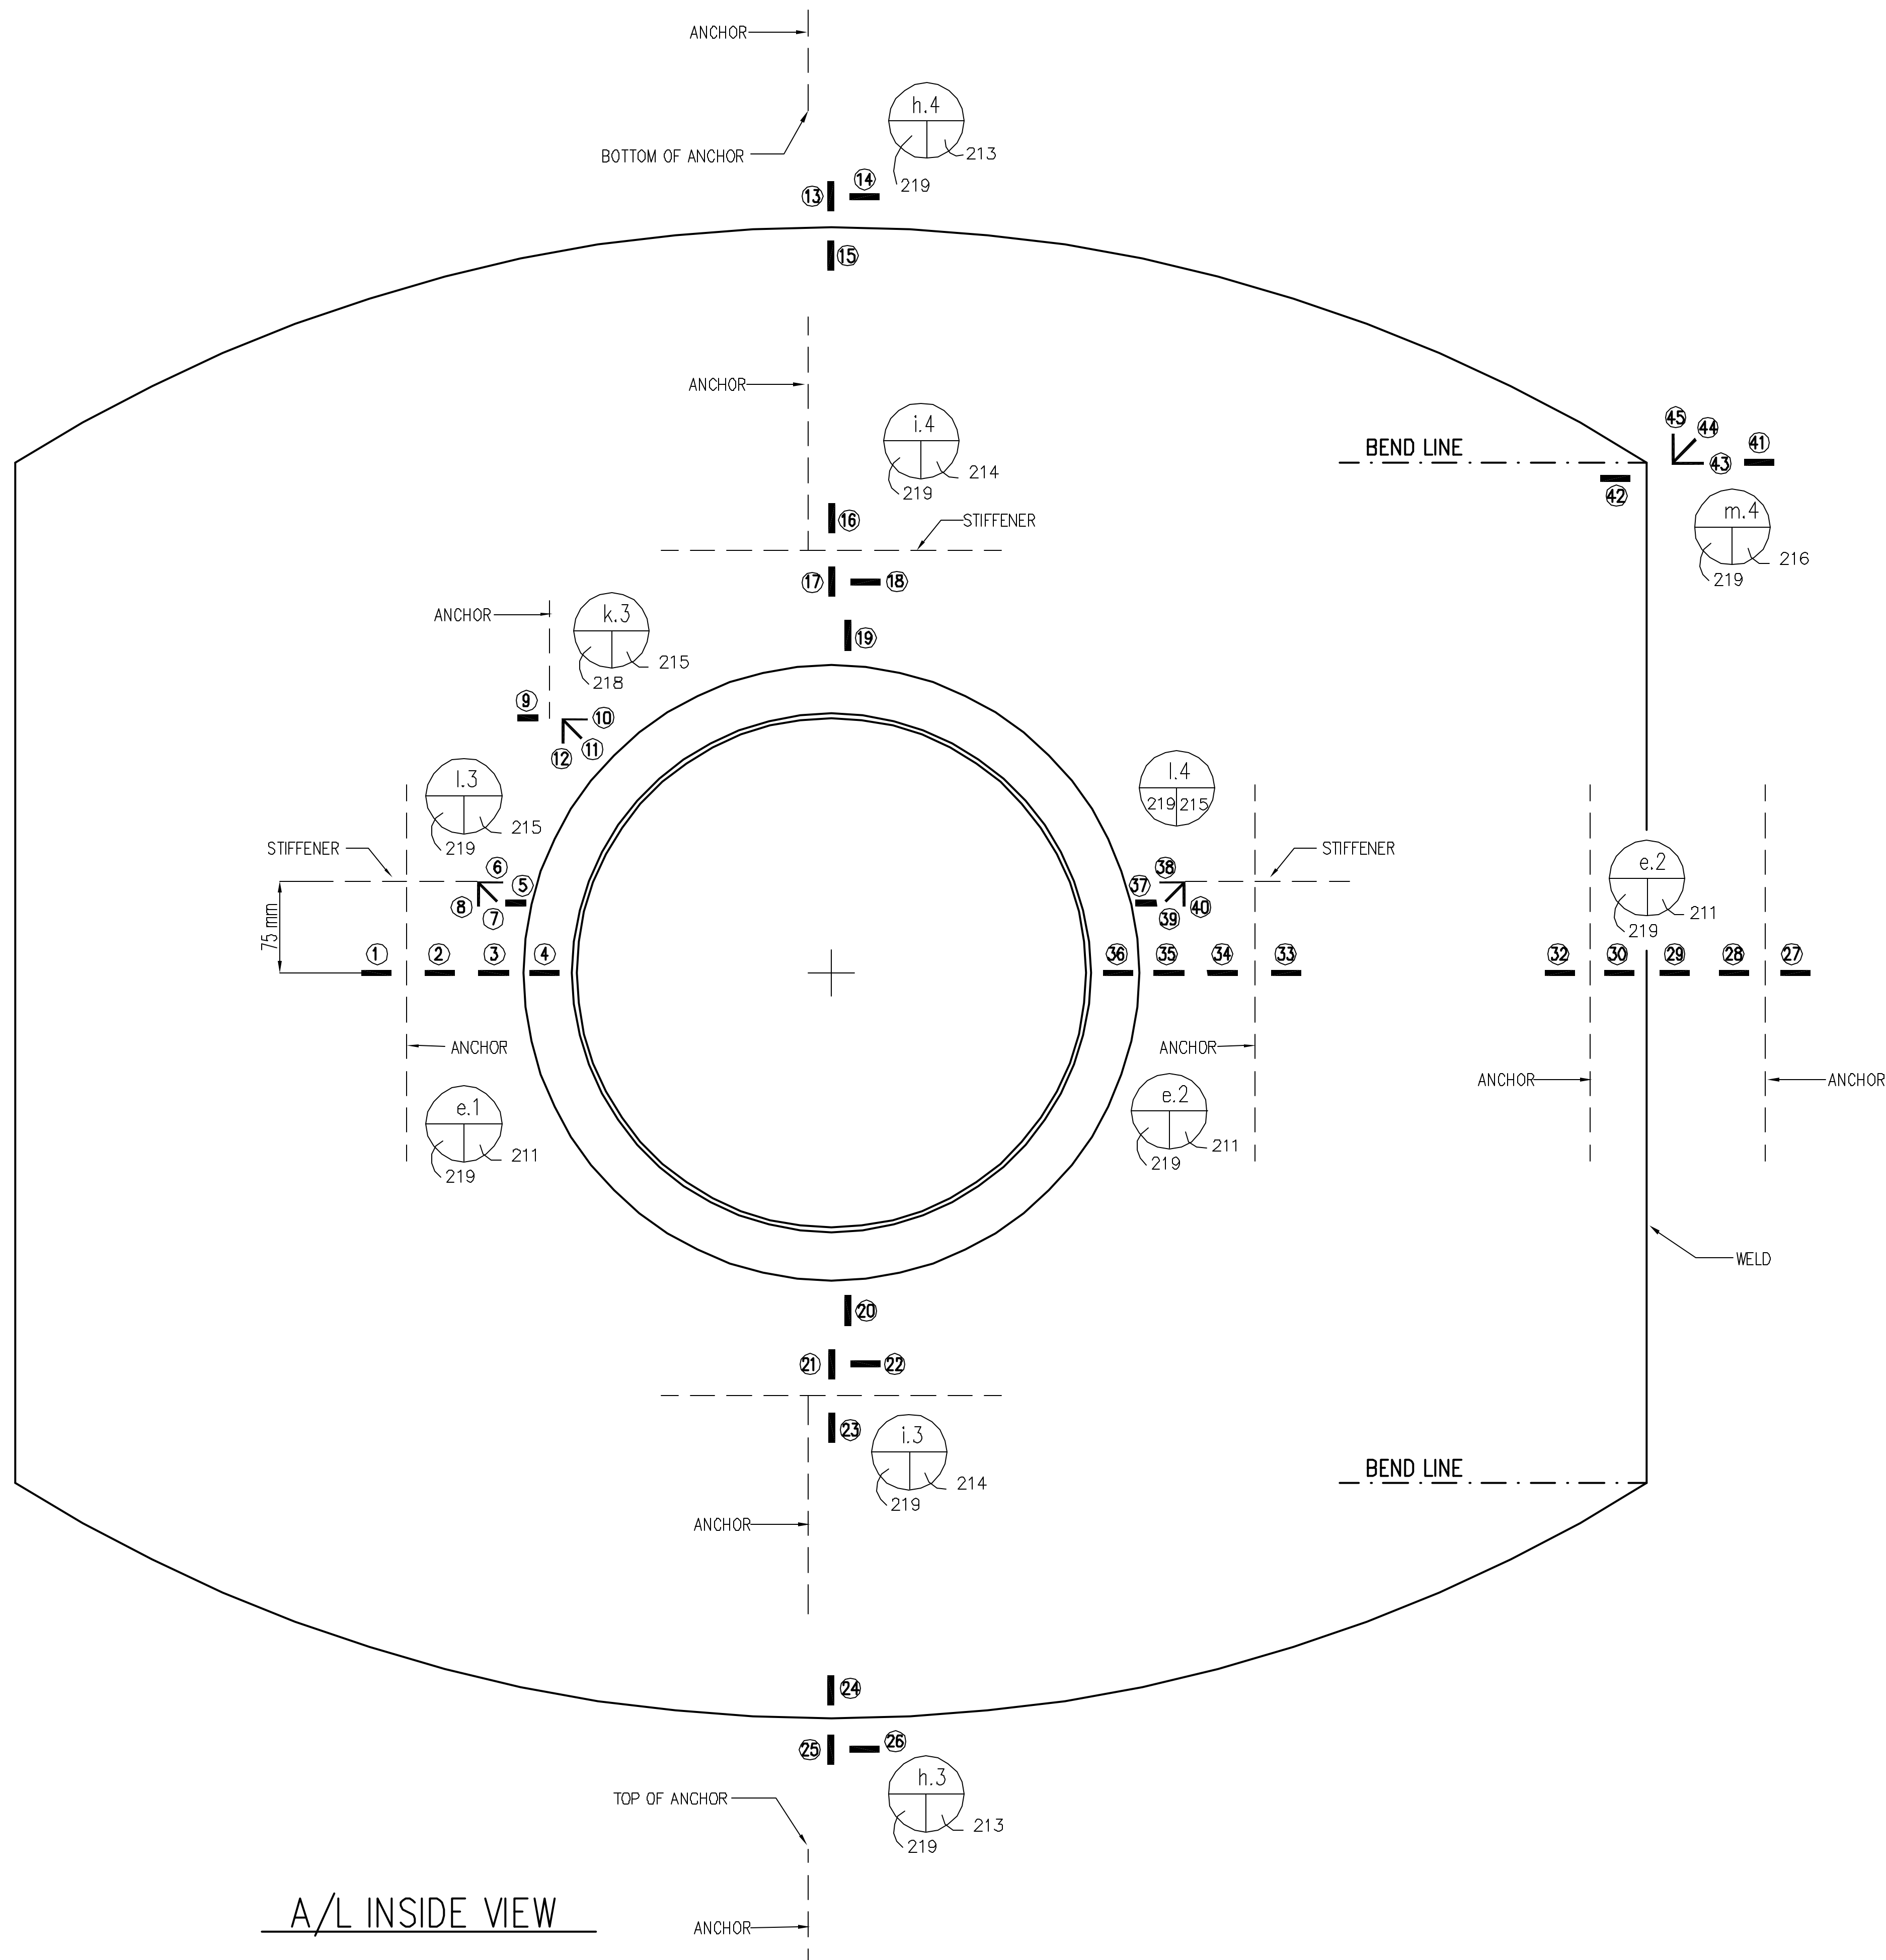 ANCHOR
h.4
BOTTOM OF ANCHOR
213
219
13
14
15
ANCHOR
i.4
214
219
BEND LINE
45
44
43
41
42
m.4
216
219
16
STIFFENER
17
18
19
ANCHOR
k.3
215
218
9
10
11
12
l.3
215
219
l.4
219 215
STIFFENER
6
5
8
7
75 mm
38
37
39
40
STIFFENER
e.2
211
219
1
2
3
4
36
35
34
33
32
30
29
28
27
ANCHOR
ANCHOR
ANCHOR
ANCHOR
e.1
211
219
e.2
211
219
WELD
20
21
22
23
i.3
214
219
BEND LINE
ANCHOR
24
25
26
h.3
213
219
TOP OF ANCHOR
A/L INSIDE VIEW
ANCHOR